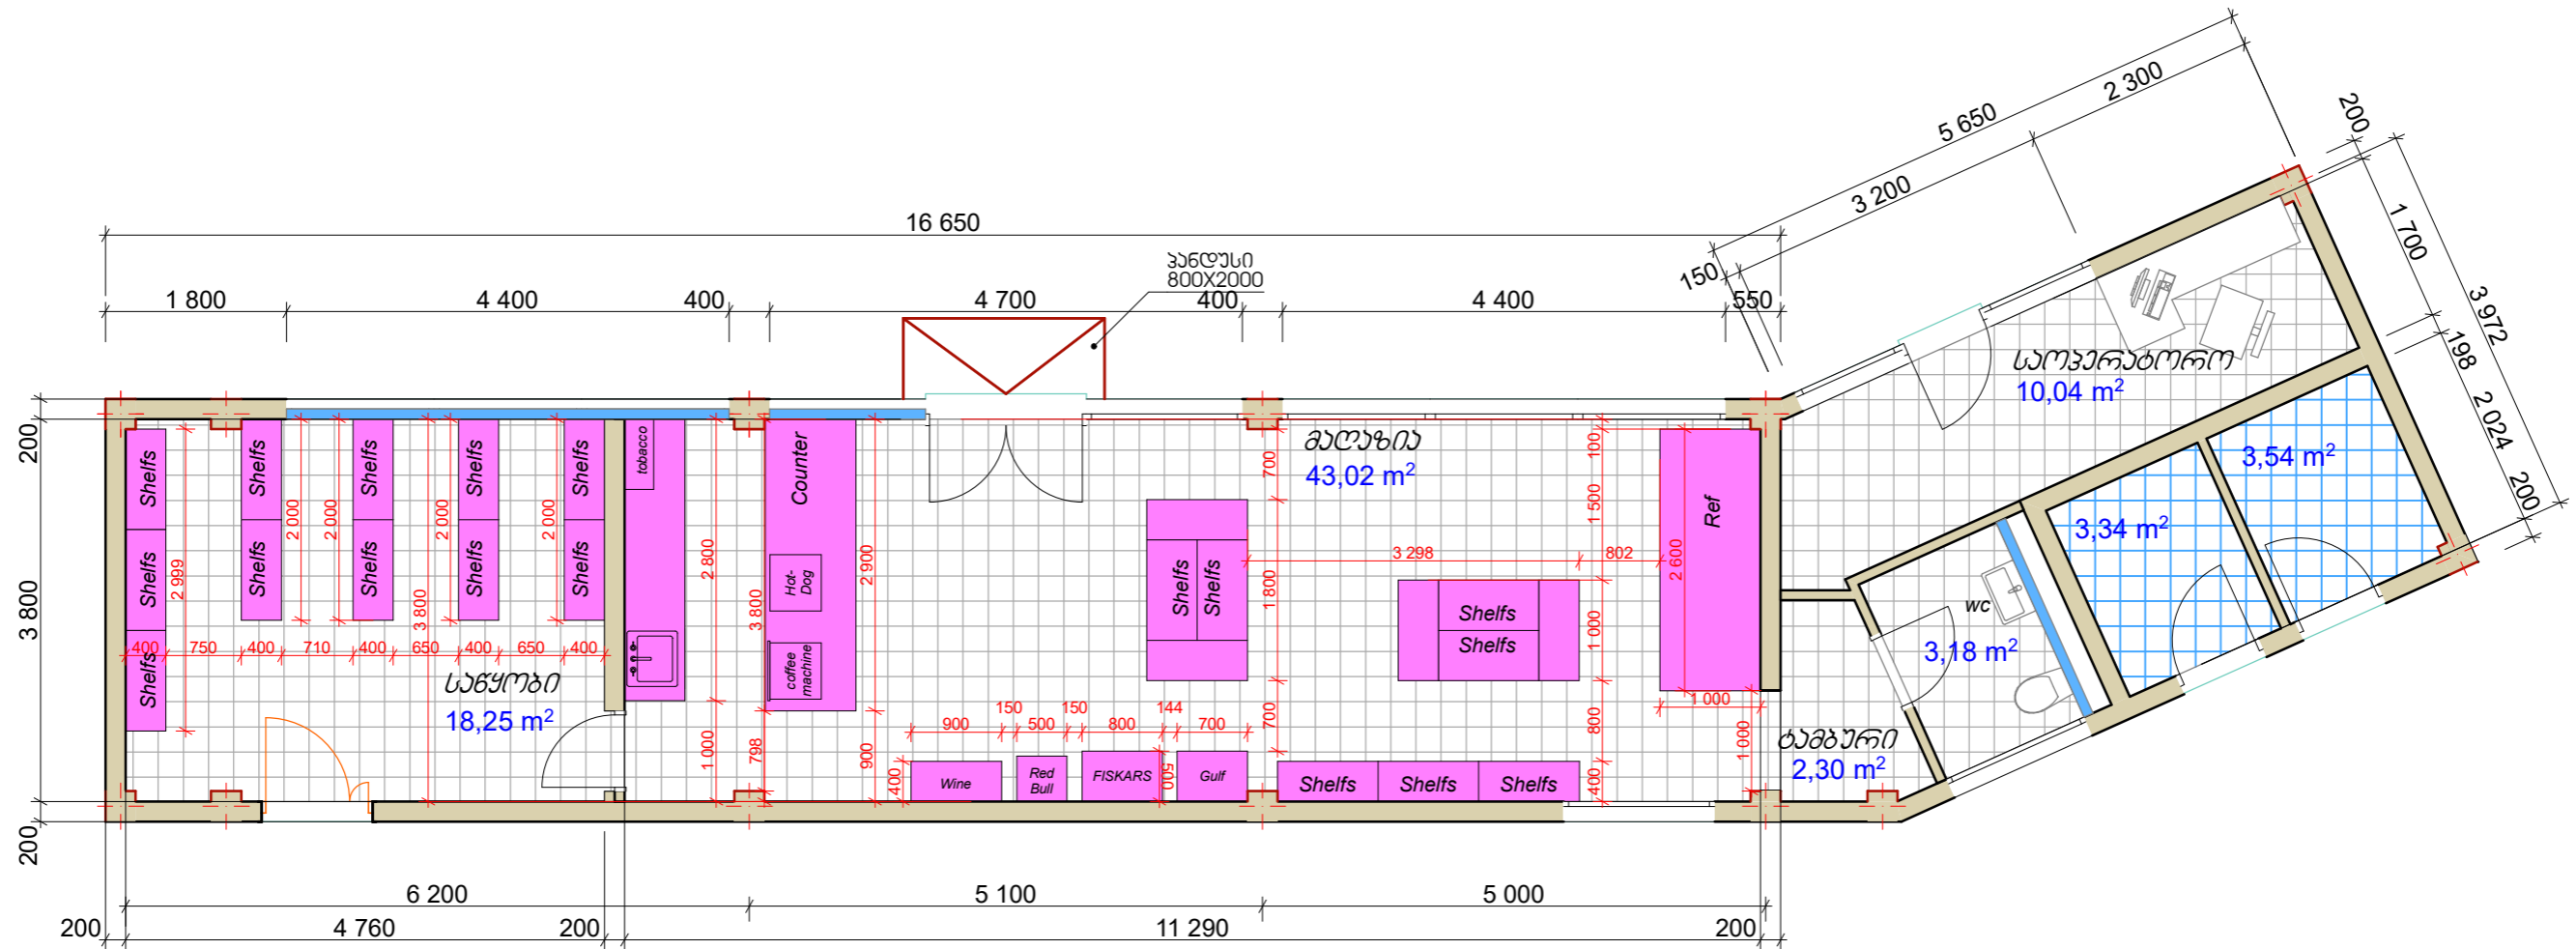 5 650
2 300
3 200
150
200
1 700
3 972
198
2 024
200
16 650
პანდუსი
800X2000
1 800
4 400
400
4 700
400
4 400
550
200
3 800
200
Shelfs
Shelfs
Shelfs
Shelfs
Shelfs
Shelfs
Shelfs
Shelfs
Shelfs
Shelfs
Shelfs
2 999
2 000
2 000
2 000
2 000
3 800
400
750
400
710
400
650
400
650
400
საწყობი
18,25 m²
tobacco
2 800
1 000
3 800
798
Counter
Hot-
Dog
coffee
machine
2 900
900
მაღაზია
43,02 m²
700
1 800
700
Shelfs
Shelfs
3 298
802
100
1 500
1 000
800
400
Shelfs
Shelfs
Ref
2 600
1 000
1 000
900
150
500
150
800
144
700
400
500
Wine
Red
Bull
FISKARS
Gulf
Shelfs
Shelfs
Shelfs
საოპერატორო
10,04 m²
3,54 m²
3,34 m²
wc
3,18 m²
ტამბური
2,30 m²
6 200
5 100
5 000
200
4 760
200
11 290
200